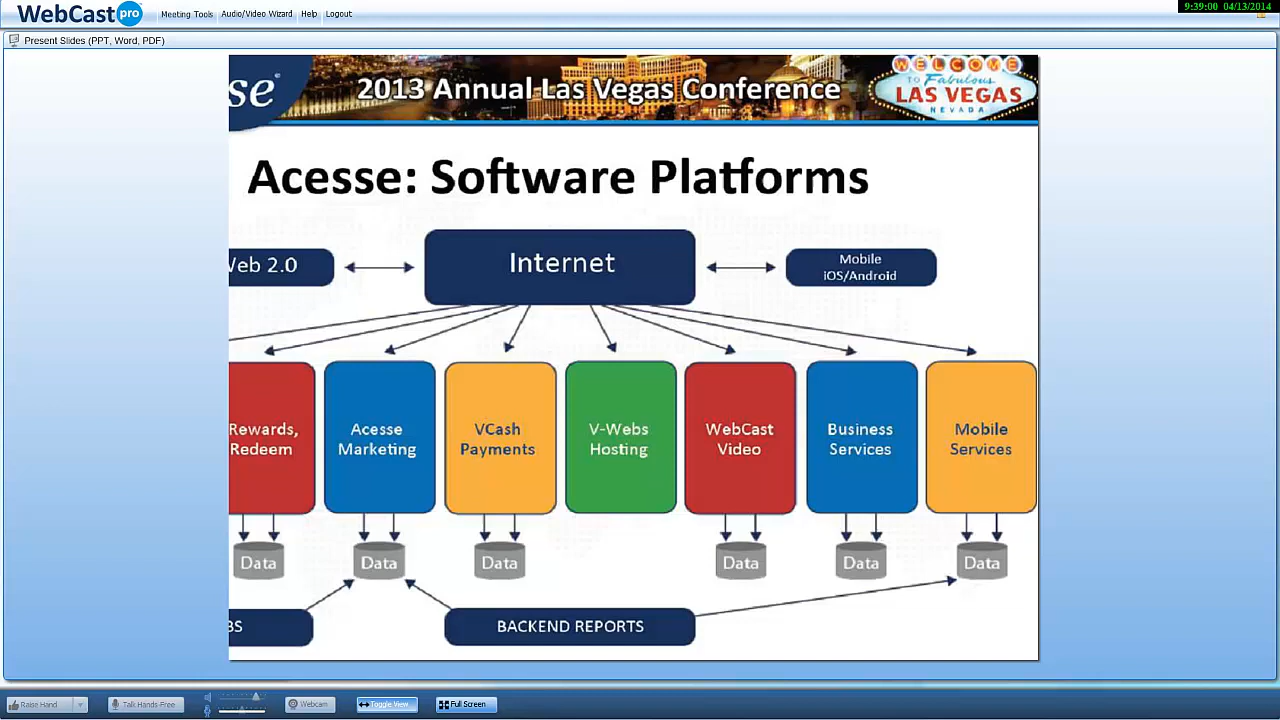 WebCast pro
Meeting Tools Audio/Video Wizard Help Logout
9:39:00 04/13/2014
Present Slides (PPT, Word, PDF)
se®
2013 Annual Las Vegas Conference
WELCOME
TO Fabulous
LAS VEGAS
NEVADA
Acesse: Software Platforms
Web 2.0
Internet
Mobile
iOS/Android
Rewards,
Redeem
Acesse
Marketing
VCash
Payments
V-Webs
Hosting
WebCast
Video
Business
Services
Mobile
Services
Data
Data
Data
Data
Data
Data
BS
BACKEND REPORTS
Raise Hand
Talk Hands-Free
Webcam
Toggle View
Full Screen